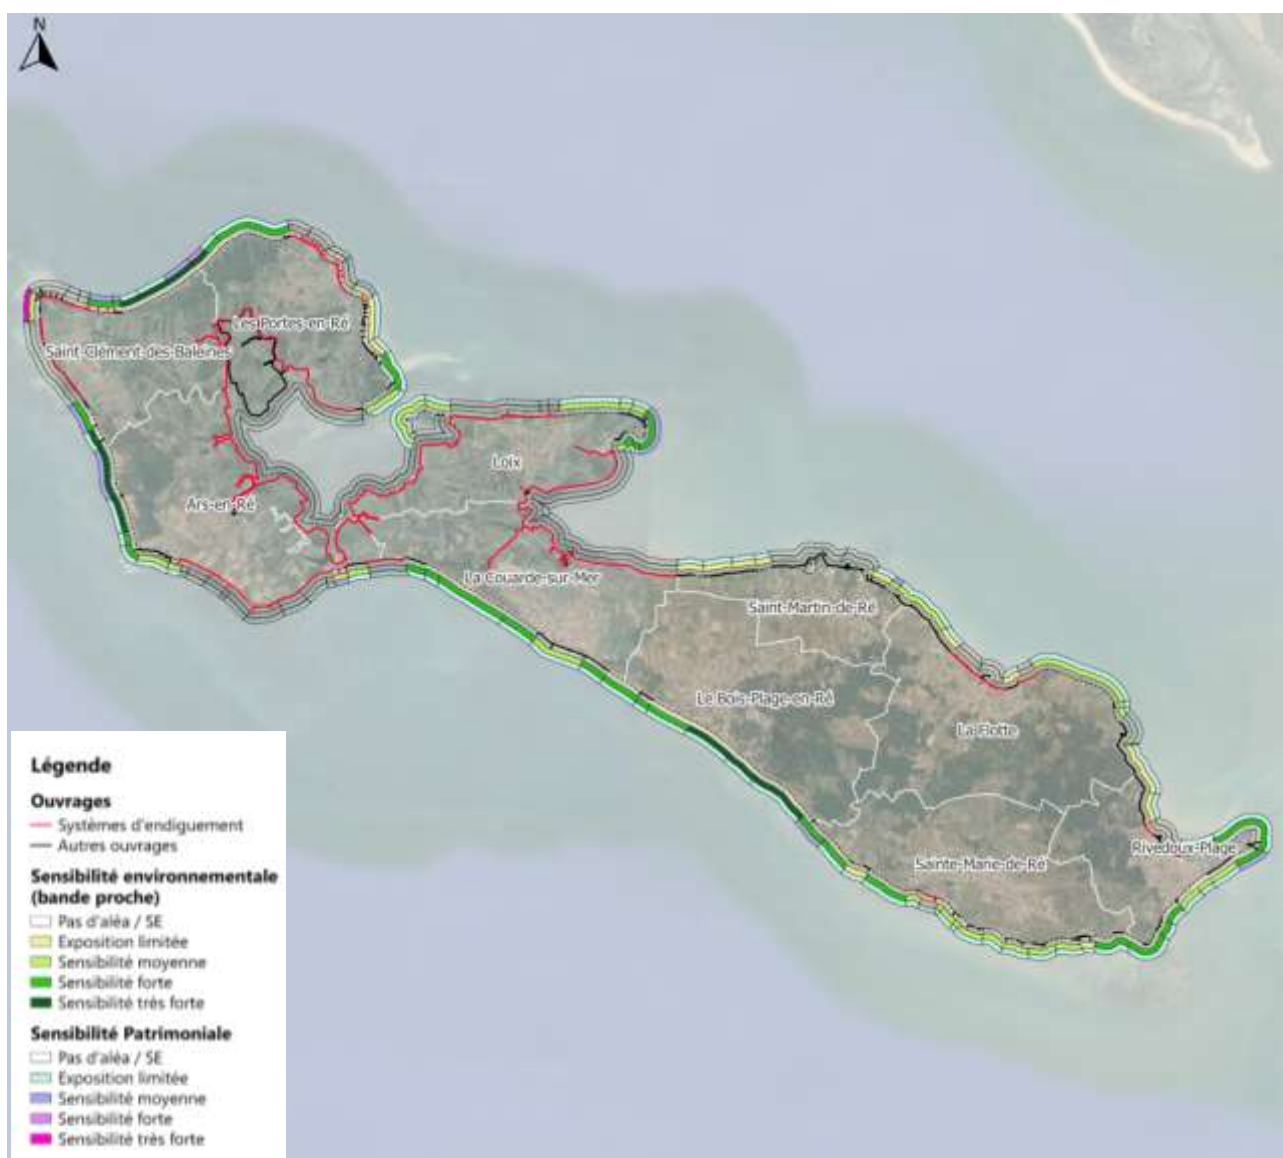 N
Les Portes-en-Ré
Saint-Clément-des-Baleines
Loix
Ars-en-Ré
La Couarde-sur-Mer
Saint-Martin-de-Ré
Le Bois-Plage-en-Ré
La Flotte
Rivedoux-Plage
Sainte-Marie-de-Ré
Légende
Ouvrages
Systèmes d'endiguement
Autres ouvrages
Sensibilité environnementale
(bande proche)
Pas d'aléa / SE
Exposition limitée
Sensibilité moyenne
Sensibilité forte
Sensibilité très forte
Sensibilité Patrimoniale
Pas d'aléa / SE
Exposition limitée
Sensibilité moyenne
Sensibilité forte
Sensibilité très forte